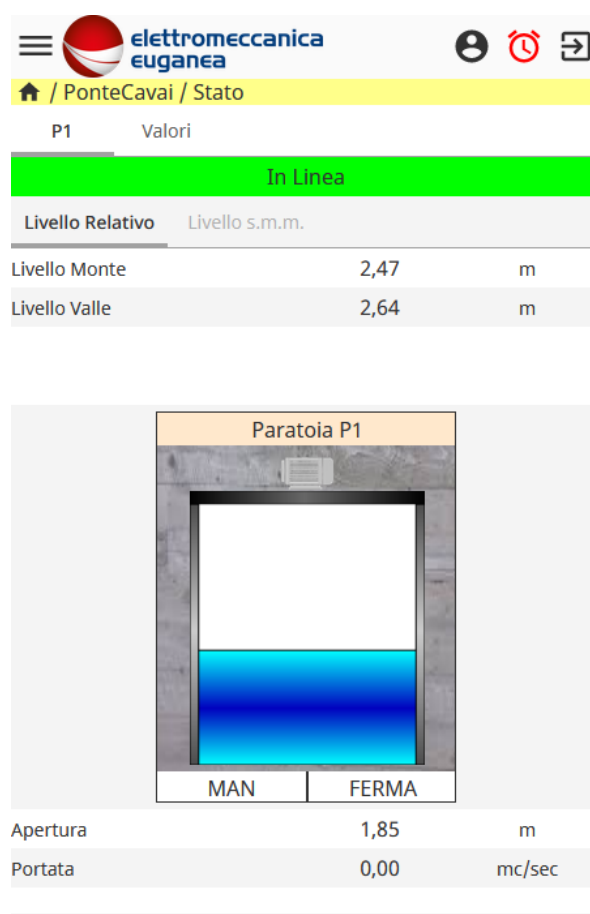 elettromeccanica
euganea
/ PonteCavai / Stato
P1 Valori
In Linea
Livello Relativo Livello s.m.m.
Livello Monte 2,47 m
Livello Valle 2,64 m
Paratoia P1
MAN FERMA
Apertura 1,85 m
Portata 0,00 mc/sec